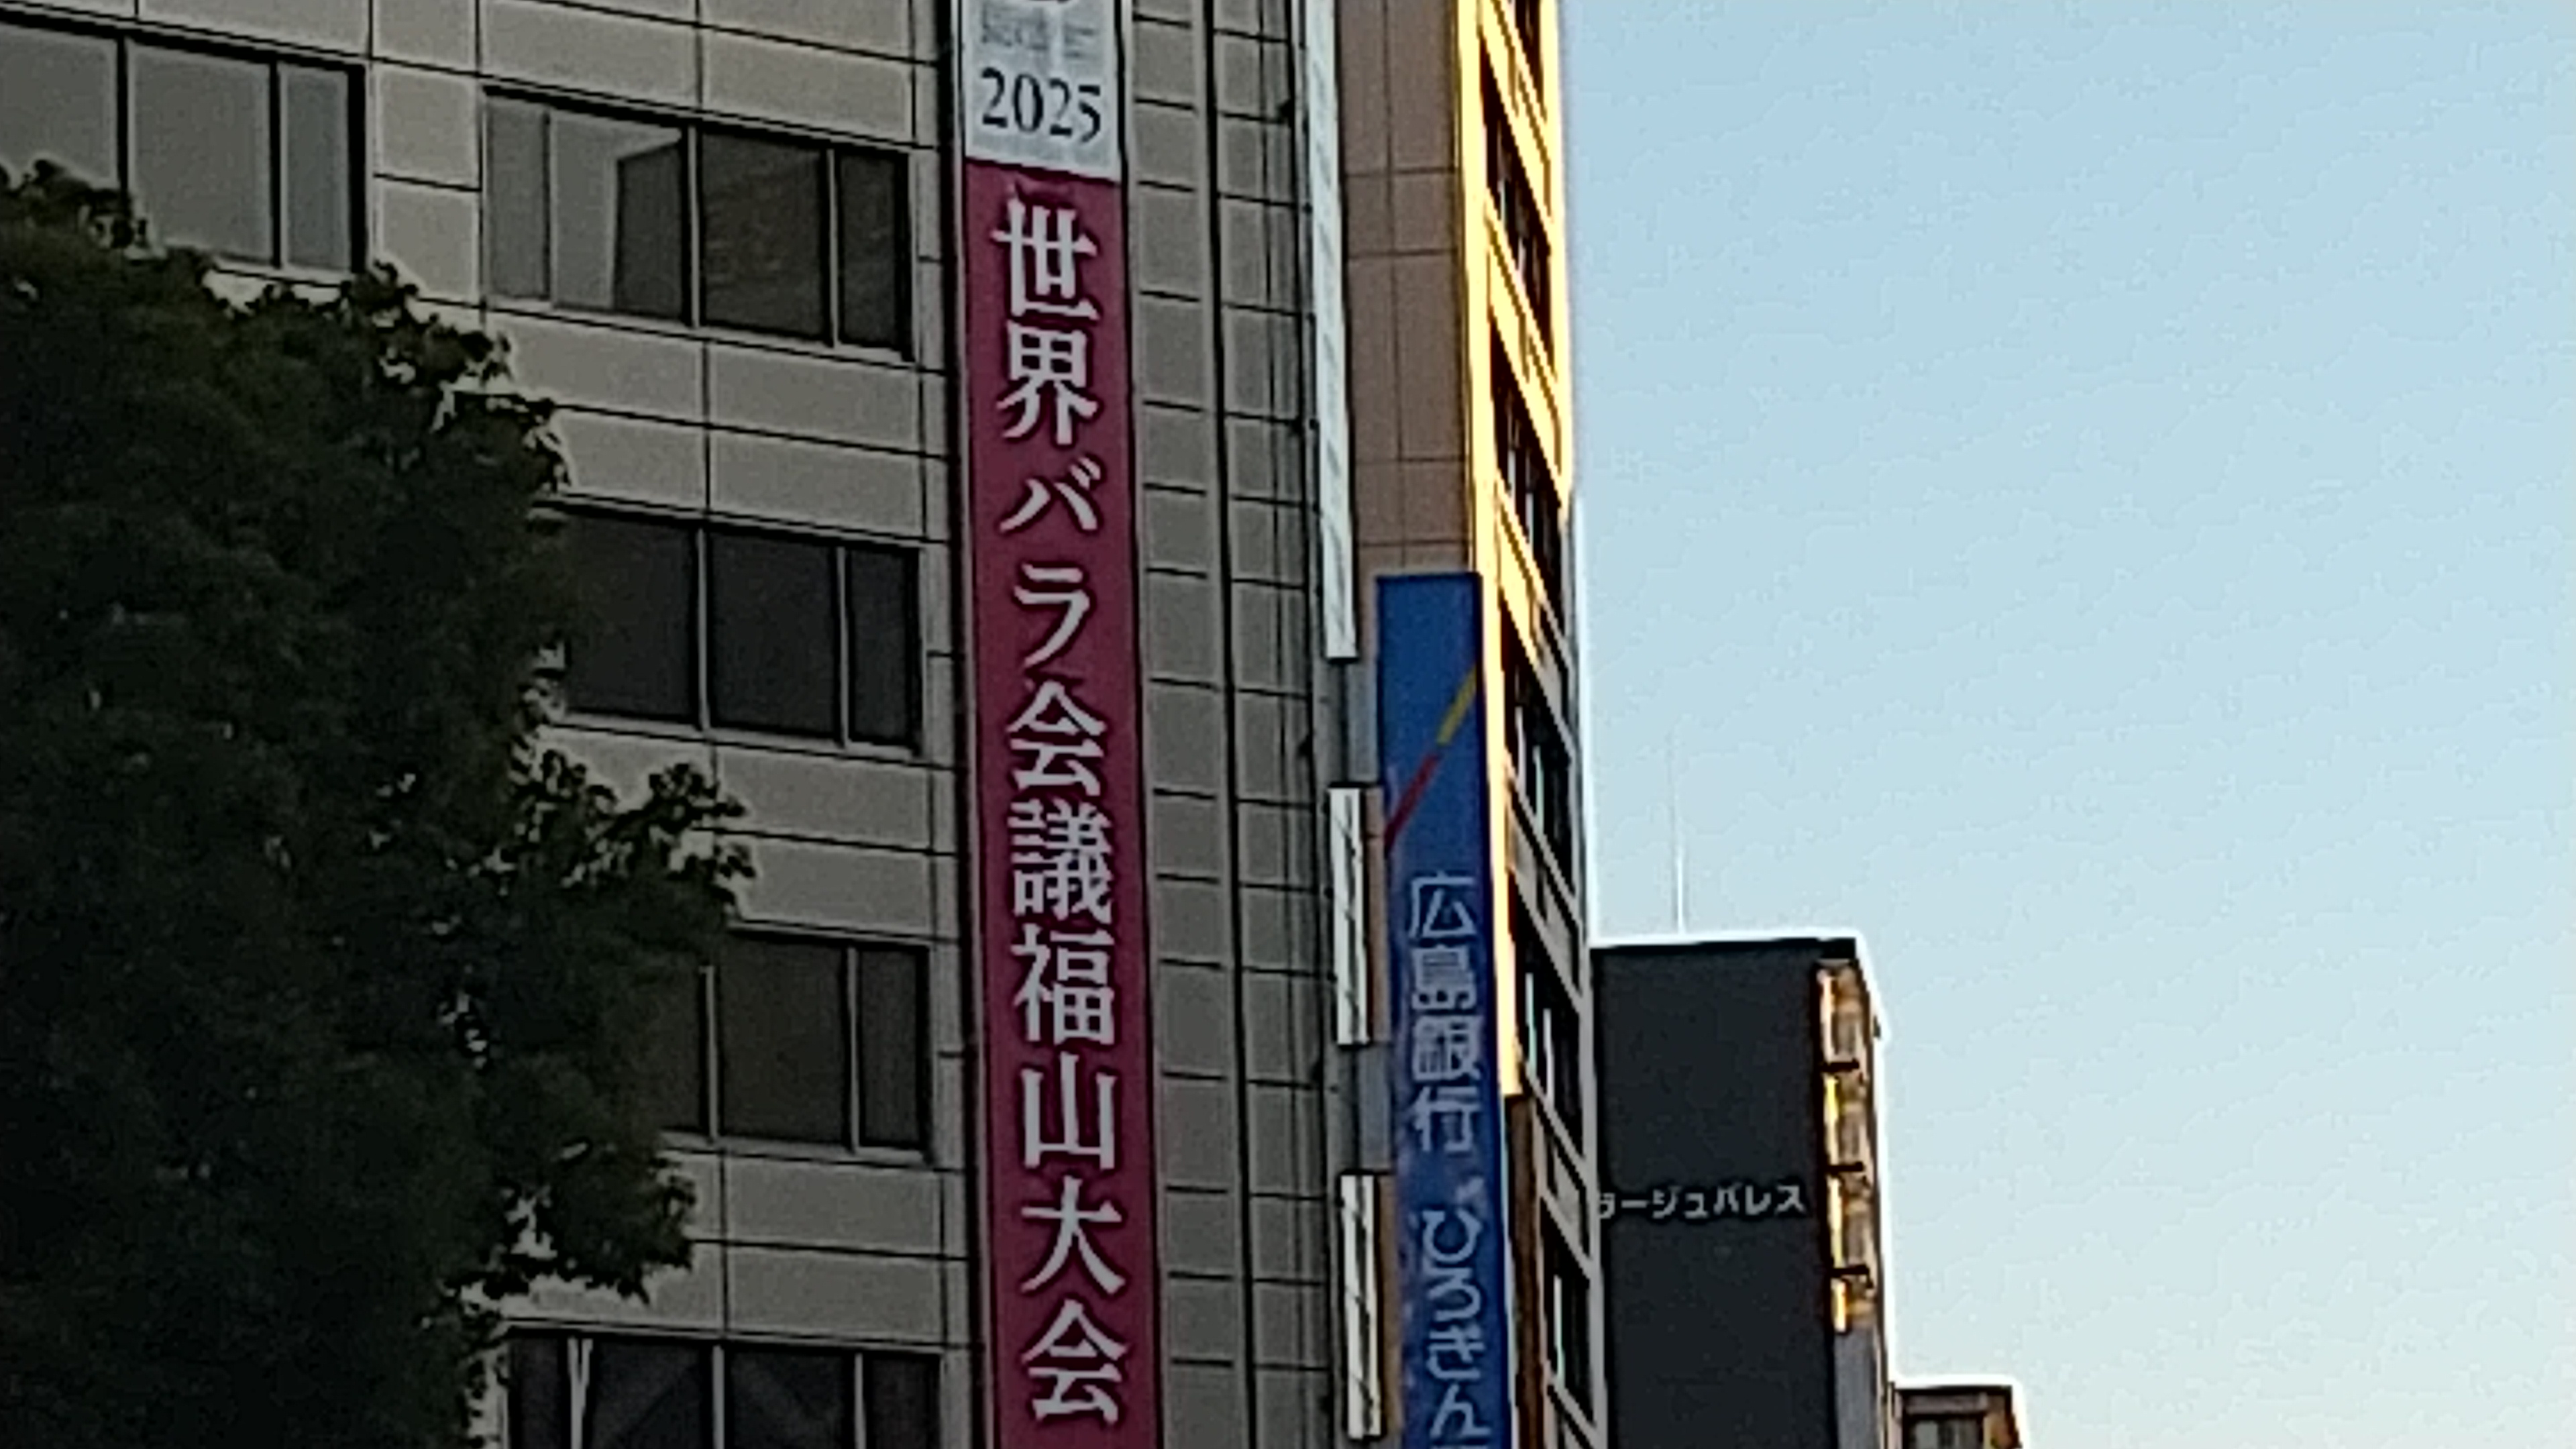 2025
世界バラ会議福山大会
広島銀行 ひろぎん
ラージュパレス